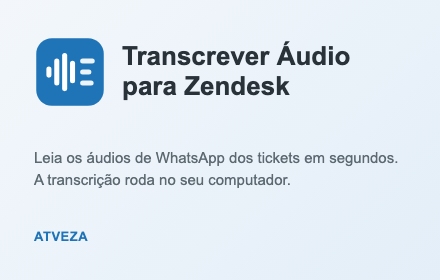 Transcrever Áudio
para Zendesk
Leia os áudios de WhatsApp dos tickets em segundos.
A transcrição roda no seu computador.
ATVEZA